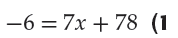 −6 = 7x + 78 (1